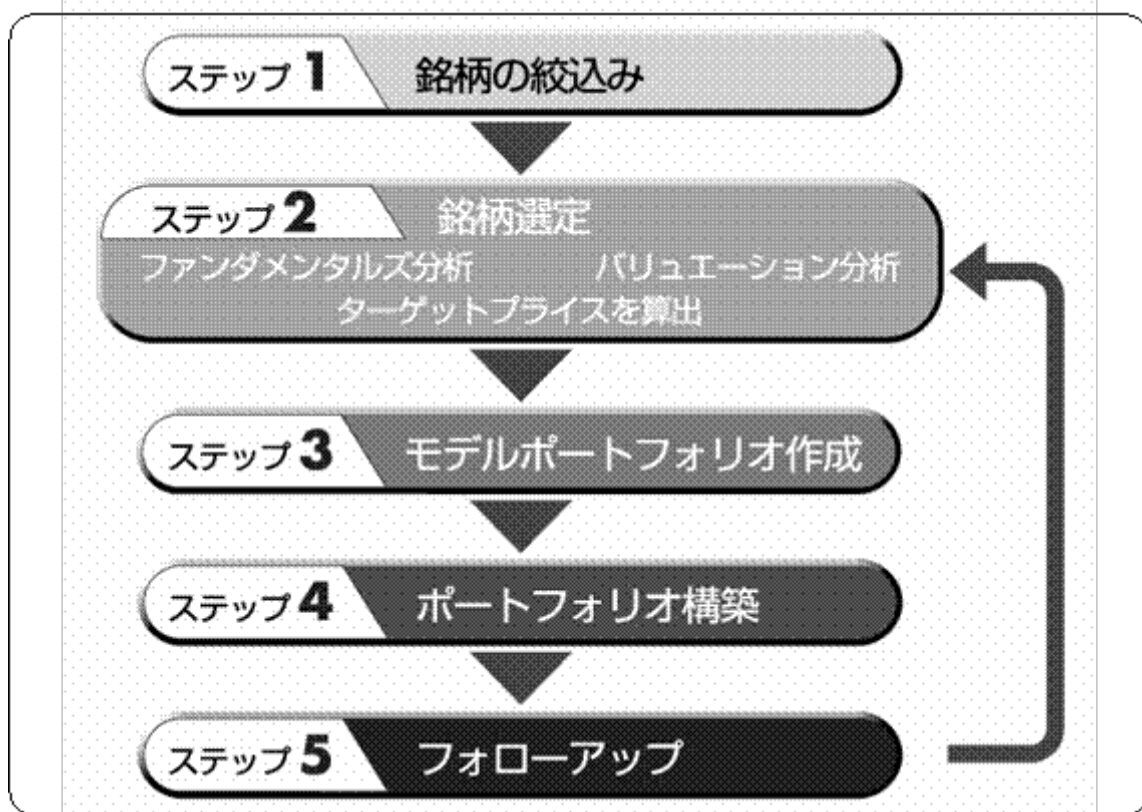 ステップ 1 銘柄の絞込み
ステップ 2 銘柄選定
ファンダメンタルズ分析 バリュエーション分析
ターゲットプライスを算出
ステップ 3 モデルポートフォリオ作成
ステップ 4 ポートフォリオ構築
ステップ 5 フォローアップ